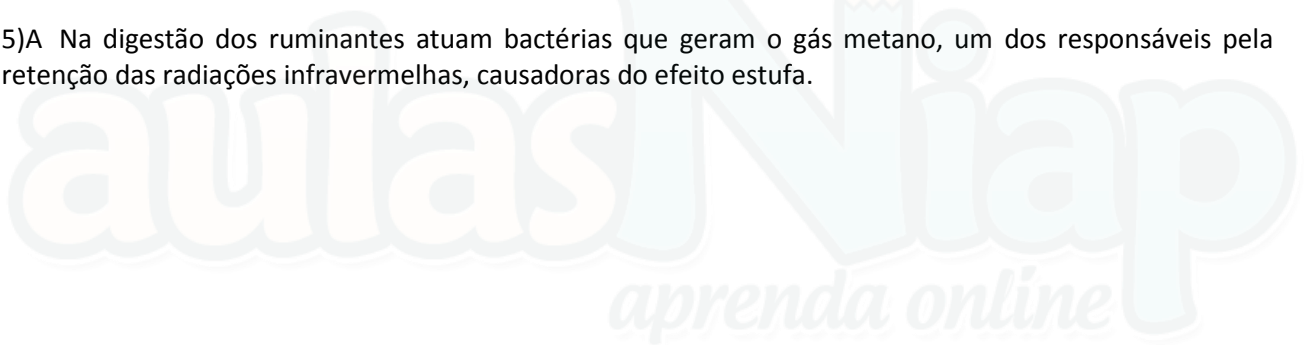 5)A Na digestão dos ruminantes atuam bactérias que geram o gás metano, um dos responsáveis pela
retenção das radiações infravermelhas, causadoras do efeito estufa.
aulasNiap
aprenda online